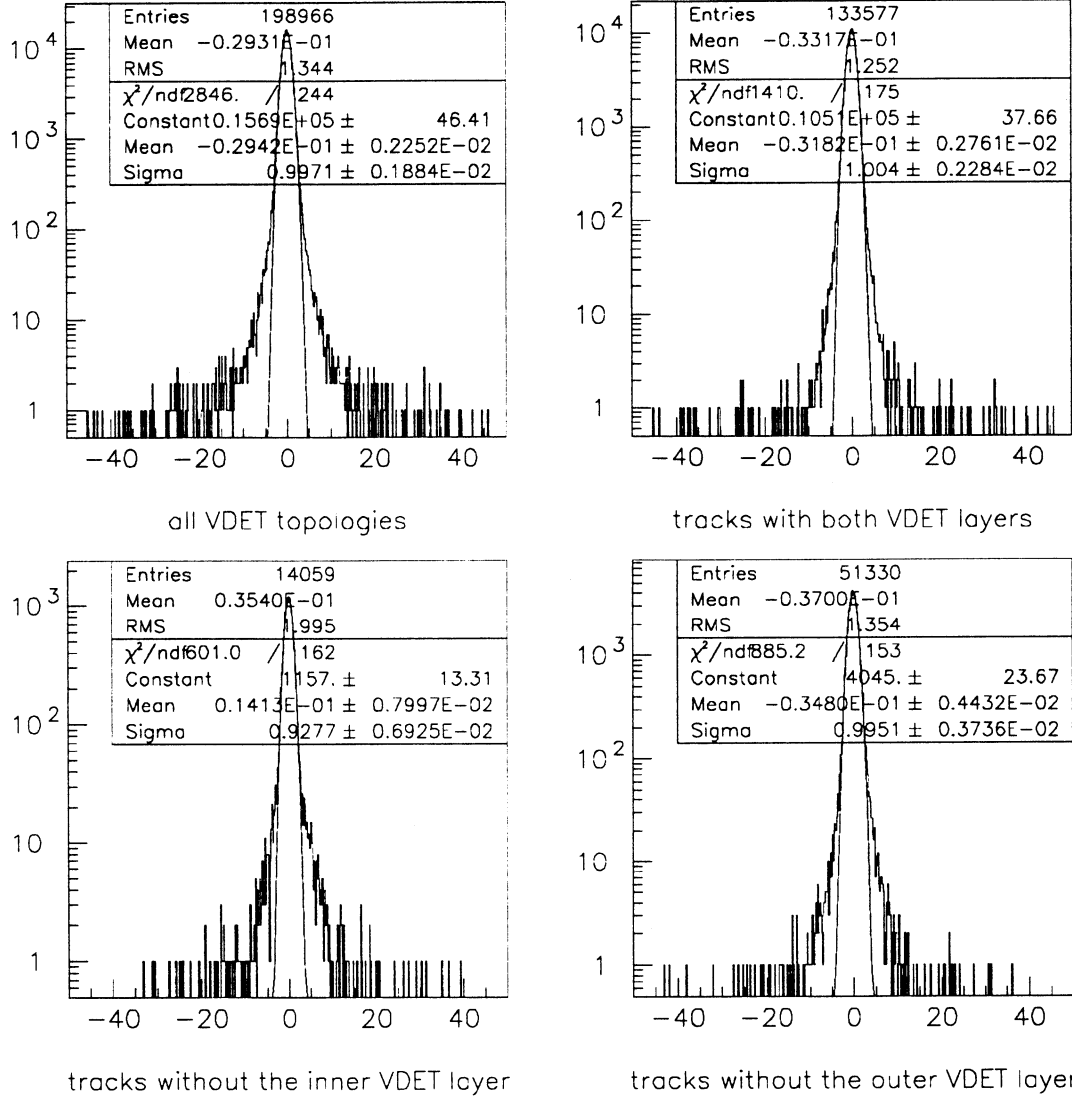 Entries 198966
Mean -0.2931E-01
RMS 1.344
χ²/ndf 2846. / 244
Constant 0.1569E+05 ± 46.41
Mean -0.2942E-01 ± 0.2252E-02
Sigma 0.9971 ± 0.1884E-02
10⁴
10³
10²
10
1
-40 -20 0 20 40
all VDET topologies
Entries 133577
Mean -0.3317E-01
RMS 1.252
χ²/ndf 1410. / 175
Constant 0.1051E+05 ± 37.66
Mean -0.3182E-01 ± 0.2761E-02
Sigma 1.004 ± 0.2284E-02
10⁴
10³
10²
10
1
-40 -20 0 20 40
tracks with both VDET layers
Entries 14059
Mean 0.3540E-01
RMS 1.995
χ²/ndf 601.0 / 162
Constant 1157. ± 13.31
Mean 0.1413E-01 ± 0.7997E-02
Sigma 0.9277 ± 0.6925E-02
10³
10²
10
1
-40 -20 0 20 40
tracks without the inner VDET layer
Entries 51330
Mean -0.3700E-01
RMS 1.354
χ²/ndf 885.2 / 153
Constant 4045. ± 23.67
Mean -0.3480E-01 ± 0.4432E-02
Sigma 0.9951 ± 0.3736E-02
10³
10²
10
1
-40 -20 0 20 40
tracks without the outer VDET layer